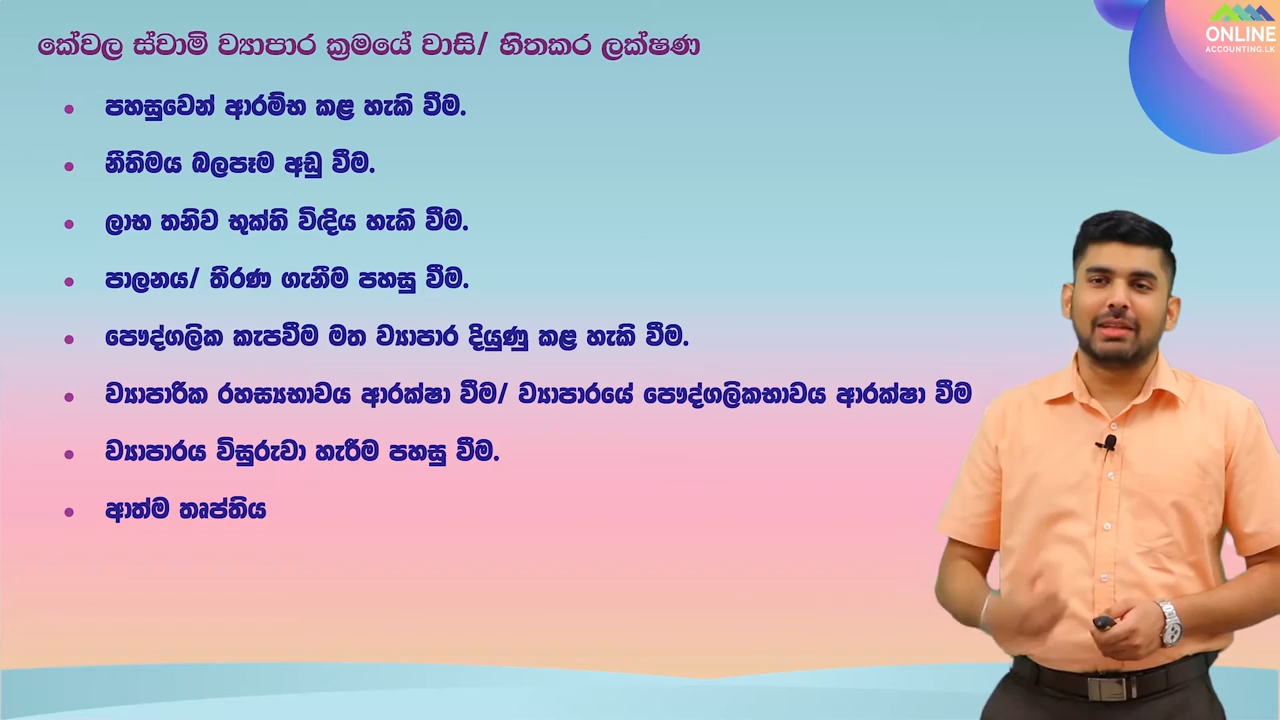 කේවල ස්වාමි ව්‍යාපාර ක්‍රමයේ වාසි/ හිතකර ලක්ෂණ
• පහසුවෙන් ආරම්භ කළ හැකි වීම.
• නීතිමය බලපෑම අඩු වීම.
• ලාභ තනිව භුක්ති විඳිය හැකි වීම.
• පාලනය/ තීරණ ගැනීම පහසු වීම.
• පෞද්ගලික කැපවීම මත ව්‍යාපාර දියුණු කළ හැකි වීම.
• ව්‍යාපාරික රහස්‍යභාවය ආරක්ෂා වීම/ ව්‍යාපාරයේ පෞද්ගලිකභාවය ආරක්ෂා වීම
• ව්‍යාපාරය විසුරුවා හැරීම පහසු වීම.
• ආත්ම තෘප්තිය
ONLINE
ACCOUNTING.LK